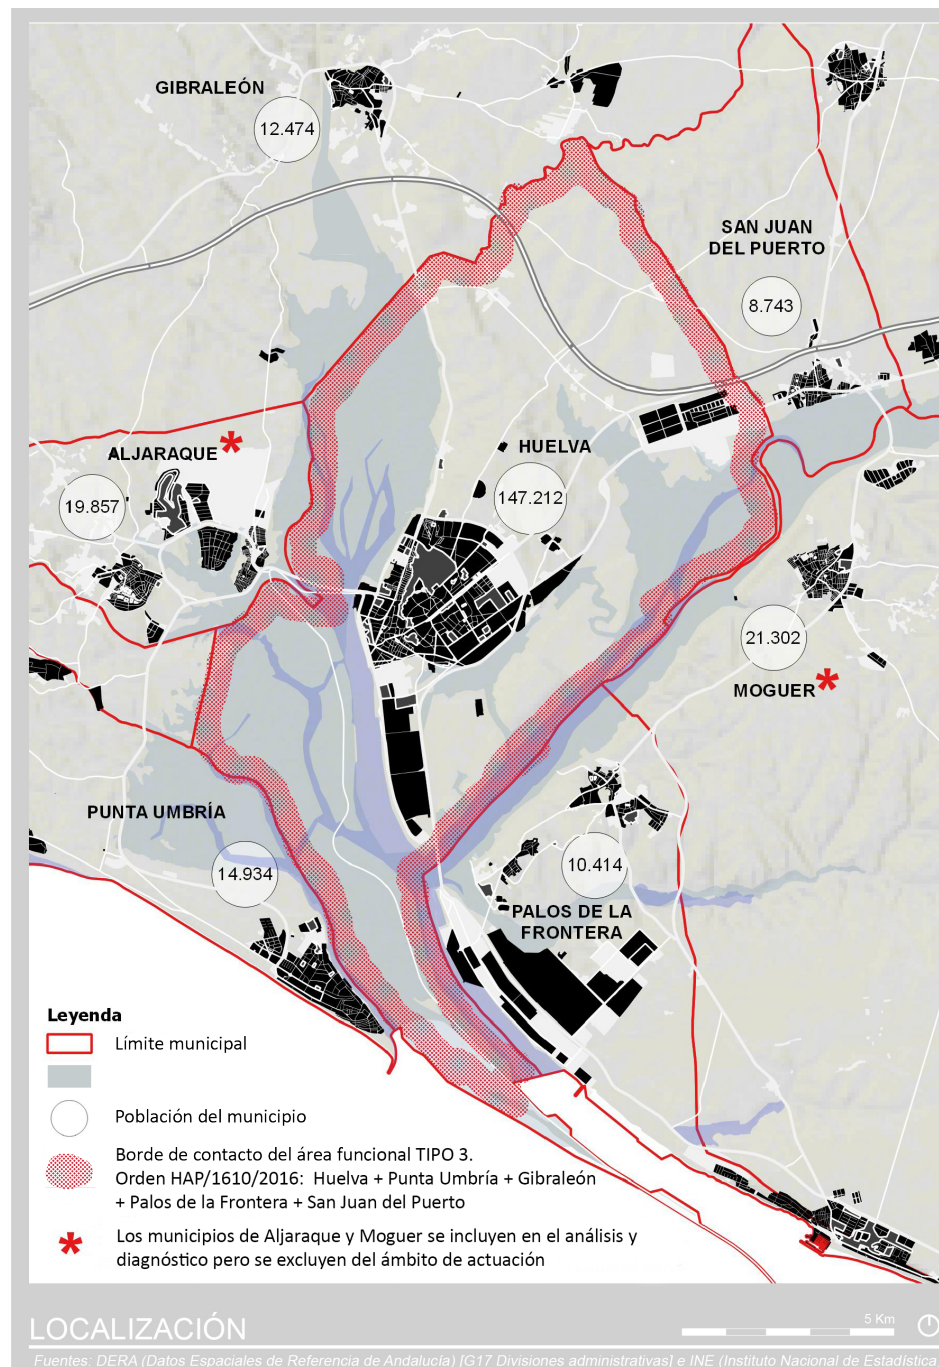 GIBRALEÓN
12.474
SAN JUAN
DEL PUERTO
8.743
HUELVA
147.212
ALJARAQUE*
19.857
21.302
MOGUER*
PUNTA UMBRÍA
14.934
10.414
PALOS DE LA
FRONTERA
Leyenda
Límite municipal
Población del municipio
Borde de contacto del área funcional TIPO 3.
Orden HAP/1610/2016: Huelva + Punta Umbría + Gibraleón
+ Palos de la Frontera + San Juan del Puerto
* Los municipios de Aljaraque y Moguer se incluyen en el análisis y
diagnóstico pero se excluyen del ámbito de actuación
LOCALIZACIÓN
5 Km
Fuentes: DERA (Datos Espaciales de Referencia de Andalucía) [G17 Divisiones administrativas] e INE (Instituto Nacional de Estadística